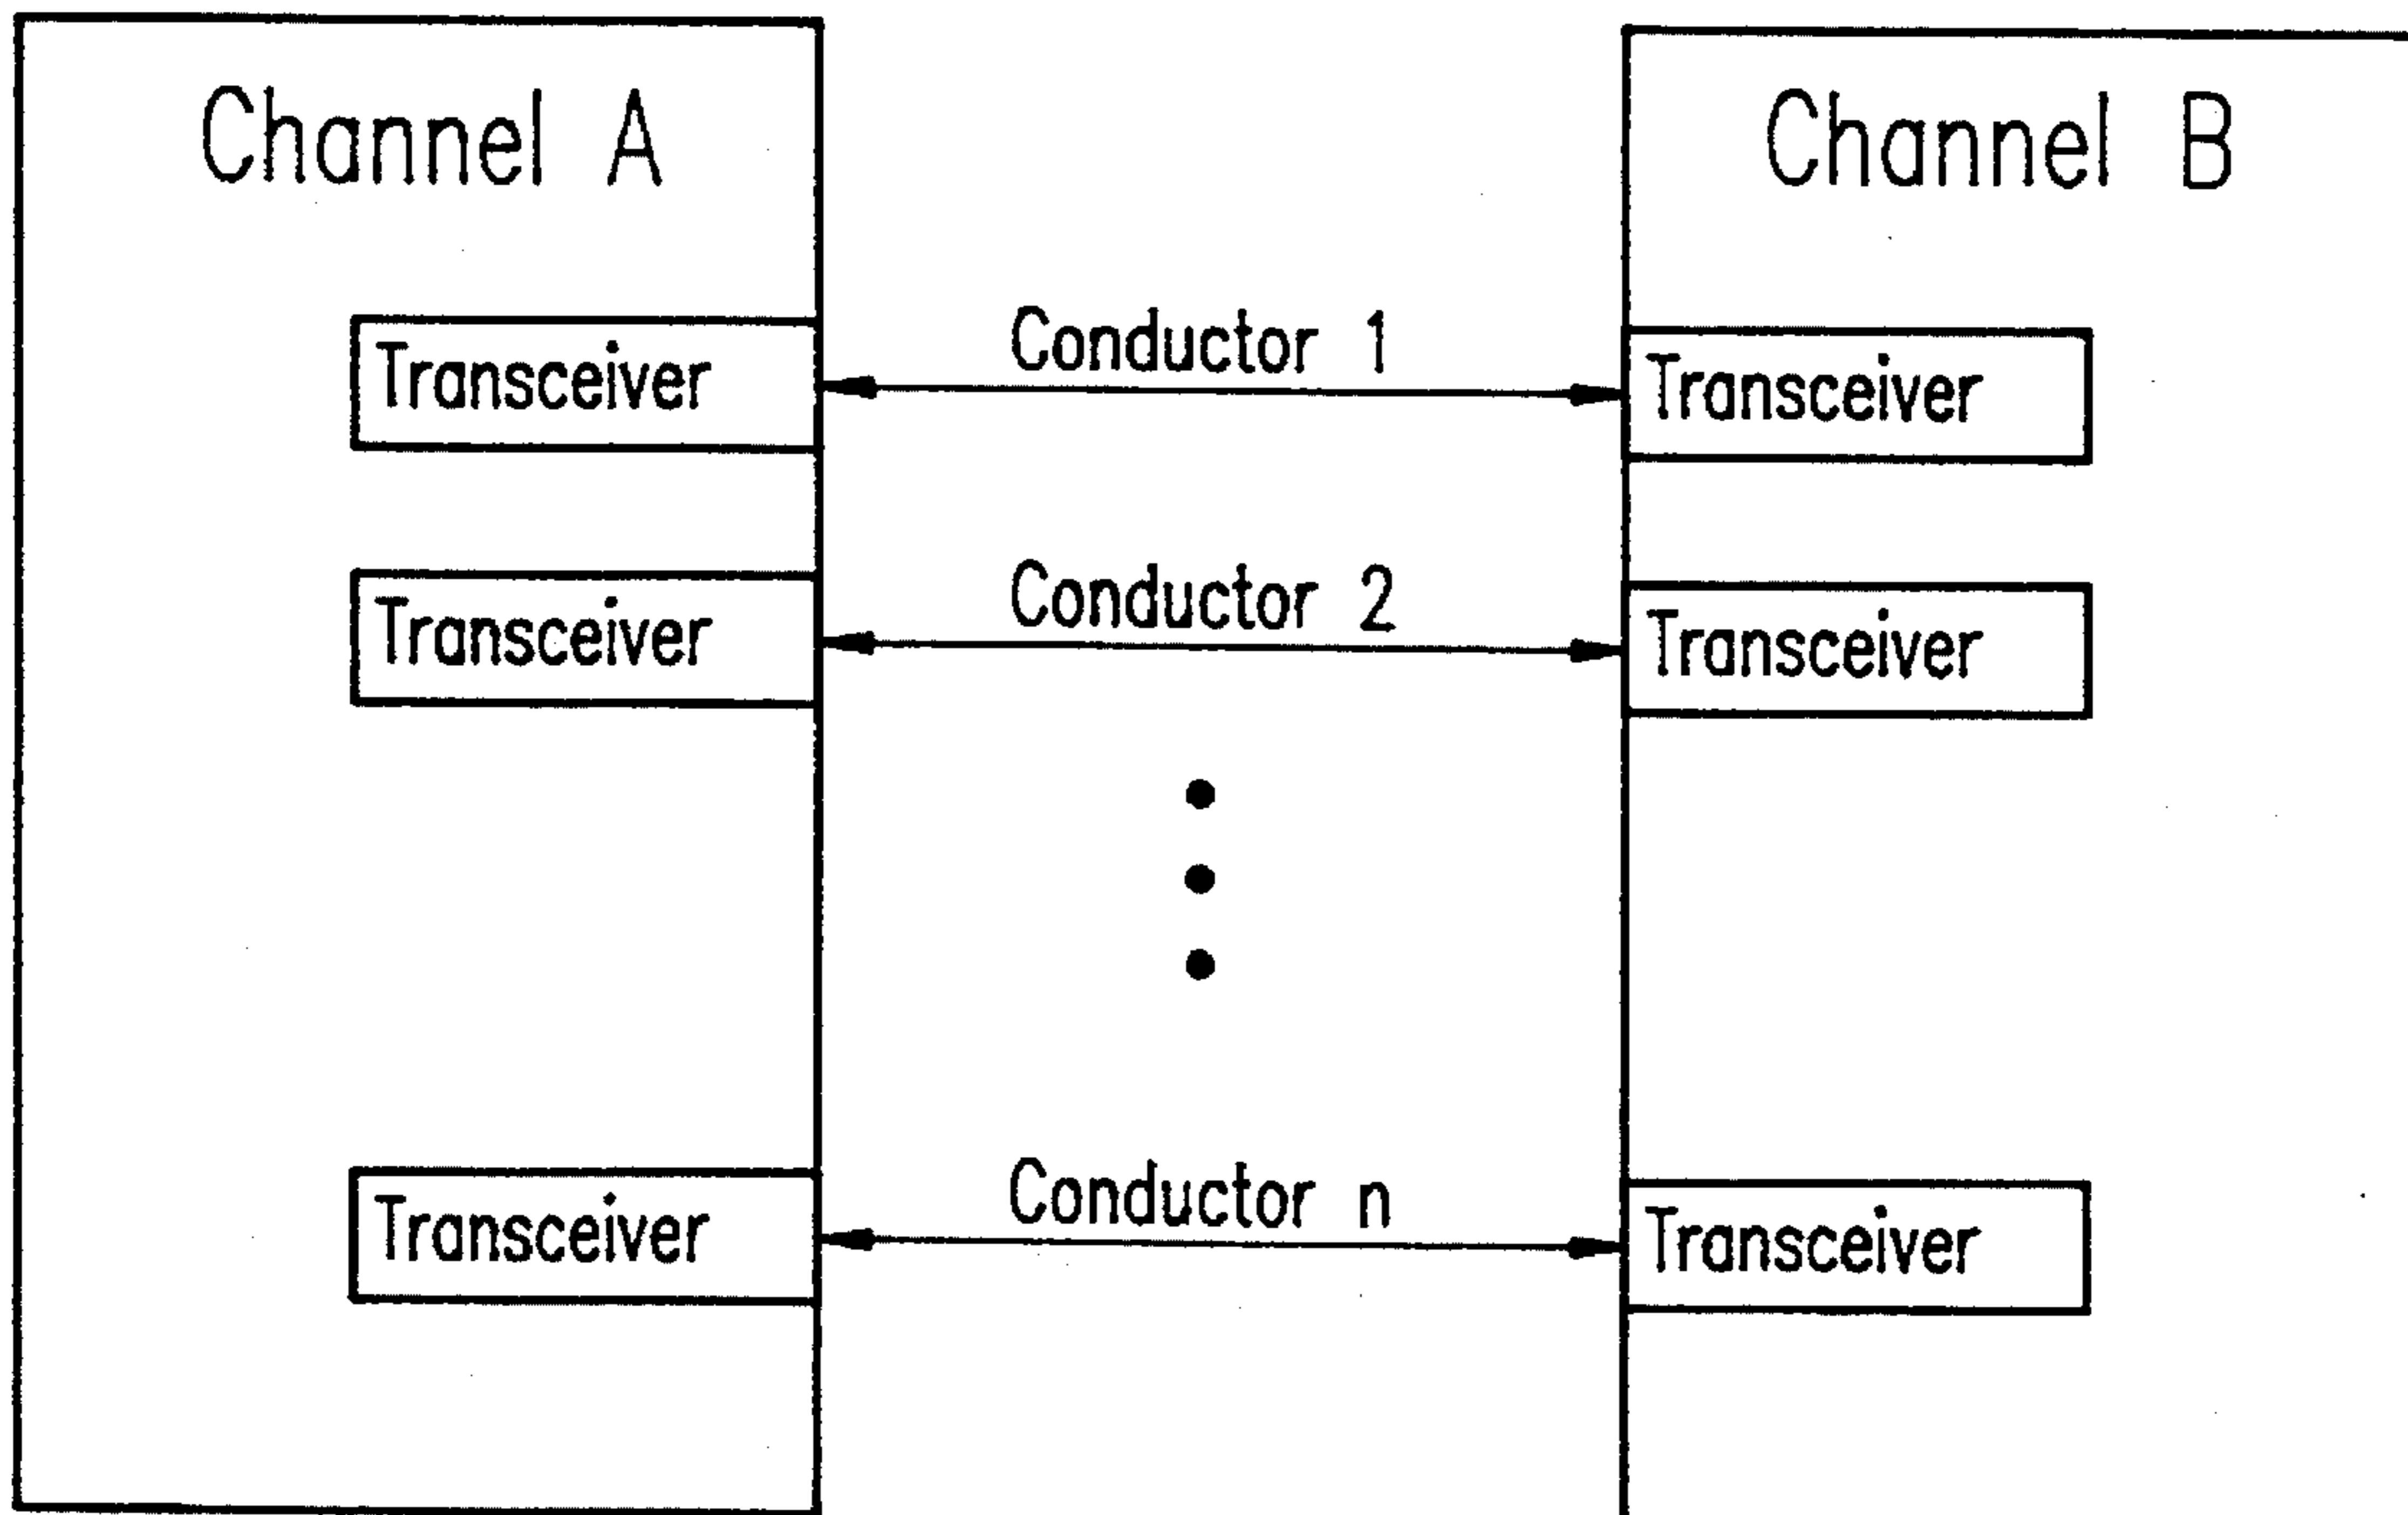 Channel A
Channel B
Transceiver
Conductor 1
Transceiver
Transceiver
Conductor 2
Transceiver
Transceiver
Conductor n
Transceiver